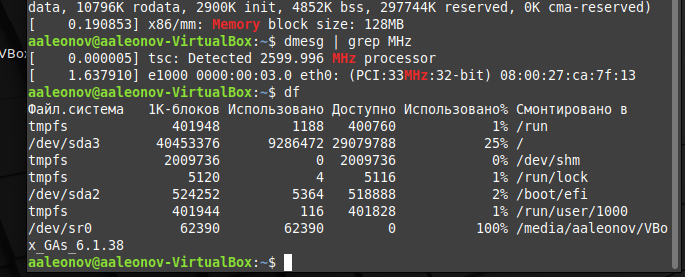 data, 10796K rodata, 2900K init, 4852K bss, 297744K reserved, 0K cma-reserved)
[    0.190853] x86/mm: Memory block size: 128MB
aaleonov@aaleonov-VirtualBox:~$ dmesg | grep MHz
[    0.000005] tsc: Detected 2599.996 MHz processor
[    1.637910] e1000 0000:00:03.0 eth0: (PCI:33MHz:32-bit) 08:00:27:ca:7f:13
aaleonov@aaleonov-VirtualBox:~$ df
Файл.система   1K-блоков Использовано Доступно Использовано% Смонтировано в
tmpfs             401948         1188   400760            1% /run
/dev/sda3       40453376      9286472 29079788           25% /
tmpfs            2009736            0  2009736            0% /dev/shm
tmpfs               5120            4     5116            1% /run/lock
/dev/sda2         524252         5364   518888            2% /boot/efi
tmpfs             401944          116   401828            1% /run/user/1000
/dev/sr0           62390        62390        0          100% /media/aaleonov/VBo
x_GAs_6.1.38
aaleonov@aaleonov-VirtualBox:~$
VBox